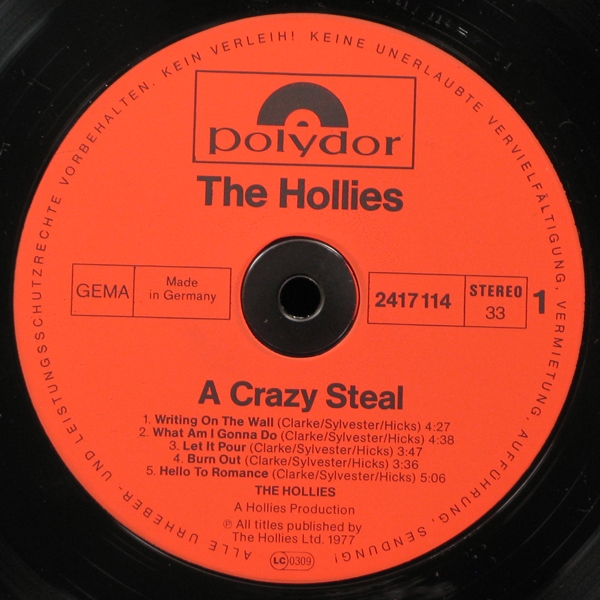 ALLE URHEBER- UND LEISTUNGSSCHUTZRECHTE VORBEHALTEN. KEIN VERLEIH! KEINE UNERLAUBTE VERVIELFÄLTIGUNG, VERMIETUNG, AUFFÜHRUNG, SENDUNG!
polydor
The Hollies
GEMA
Made
in Germany
2417114
STEREO
33
1
A Crazy Steal
1. Writing On The Wall (Clarke/Sylvester/Hicks) 4:27
2. What Am I Gonna Do (Clarke/Sylvester/Hicks) 4:38
3. Let It Pour (Clarke/Sylvester/Hicks) 3:47
4. Burn Out (Clarke/Sylvester/Hicks) 3:36
5. Hello To Romance (Clarke/Sylvester/Hicks) 5:06
THE HOLLIES
A Hollies Production
℗ All titles published by
The Hollies Ltd. 1977
LC 0309